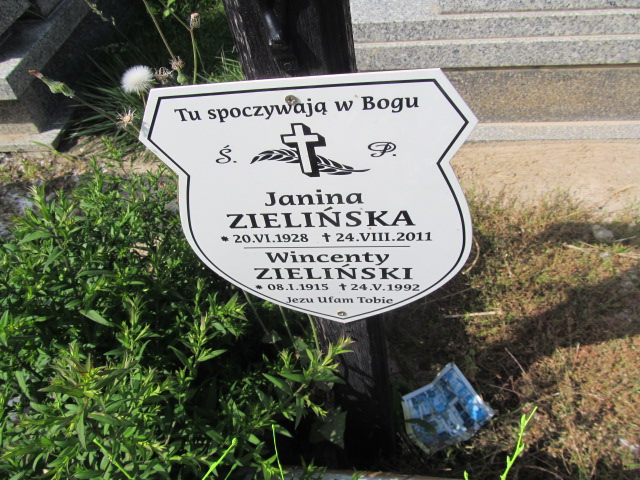 Tu spoczywają w Bogu
Ś. P.
Janina
ZIELIŃSKA
* 20.VI.1928 ✝ 24.VIII.2011
Wincenty
ZIELIŃSKI
* 08.I.1915 ✝ 24.V.1992
Jezu Ufam Tobie